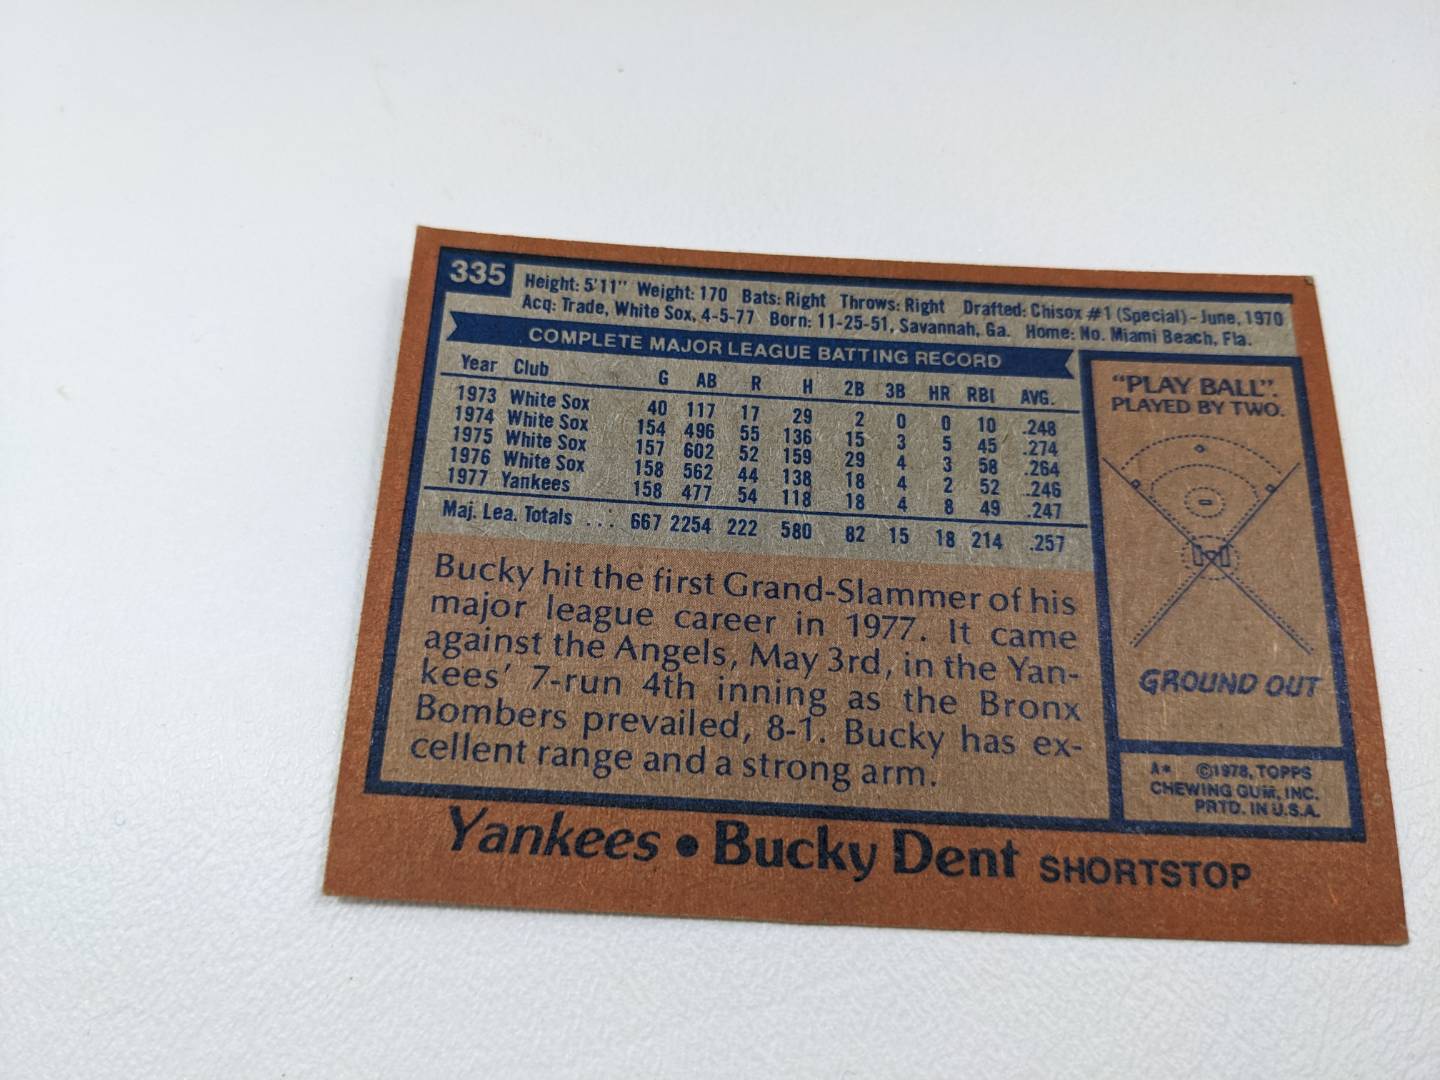 335
Height: 5'11" Weight: 170 Bats: Right Throws: Right Drafted: Chisox #1 (Special)-June, 1970
Acq: Trade, White Sox, 4-5-77 Born: 11-25-51, Savannah, Ga. Home: No. Miami Beach, Fla.
COMPLETE MAJOR LEAGUE BATTING RECORD
Year Club G AB R H 2B 3B HR RBI AVG.
1973 White Sox 40 117 17 29 2 0 0 10 .248
1974 White Sox 154 496 55 136 15 3 5 45 .274
1975 White Sox 157 602 52 159 29 4 3 58 .264
1976 White Sox 158 562 44 138 18 4 2 52 .246
1977 Yankees 158 477 54 118 18 4 8 49 .247
Maj. Lea. Totals ... 667 2254 222 580 82 15 18 214 .257
Bucky hit the first Grand-Slammer of his
major league career in 1977. It came
against the Angels, May 3rd, in the Yan-
kees' 7-run 4th inning as the Bronx
Bombers prevailed, 8-1. Bucky has ex-
cellent range and a strong arm.
"PLAY BALL".
PLAYED BY TWO.
GROUND OUT
A* ©1978, TOPPS
CHEWING GUM, INC.
PRTD. IN U.S.A.
Yankees • Bucky Dent SHORTSTOP